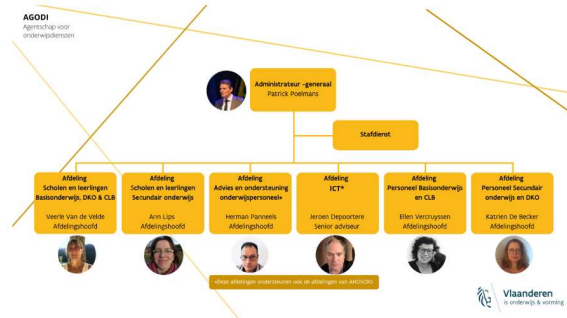 AGODI
Agentschap voor
onderwijsdiensten
Administrateur -generaal
Patrick Poelmans
Stafdienst
Afdeling
Scholen en leerlingen
Basisonderwijs, DKO & CLB
Veerle Van de Velde
Afdelingshoofd
Afdeling
Scholen en leerlingen
Secundair onderwijs
Ann Lips
Afdelingshoofd
Afdeling
Advies en ondersteuning
onderwijspersoneel*
Herman Panneels
Afdelingshoofd
Afdeling
ICT*
Jeroen Depoortere
Senior adviseur
Afdeling
Personeel Basisonderwijs
en CLB
Ellen Vercruyssen
Afdelingshoofd
Afdeling
Personeel Secundair
onderwijs en DKO
Katrien De Becker
Afdelingshoofd
*Deze afdelingen ondersteunen ook de afdelingen van AHOVOKS
Vlaanderen
is onderwijs & vorming